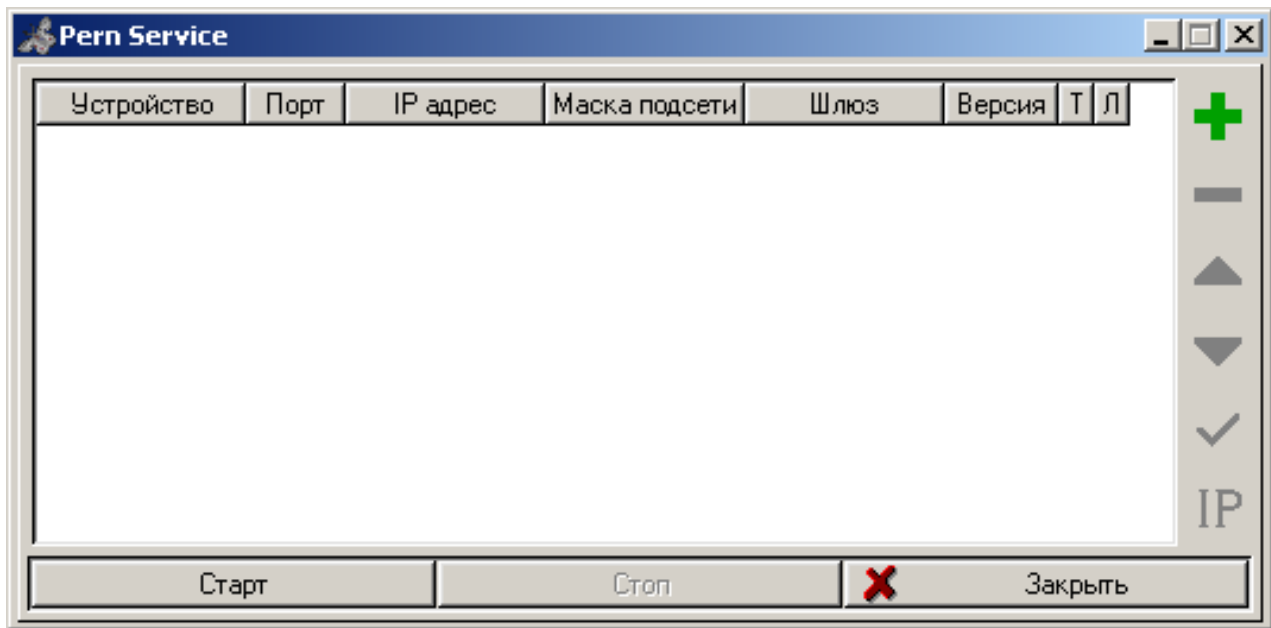 Pern Service
Устройство Порт IP адрес Маска подсети Шлюз Версия Т Л
IP
Старт Стоп Закрыть